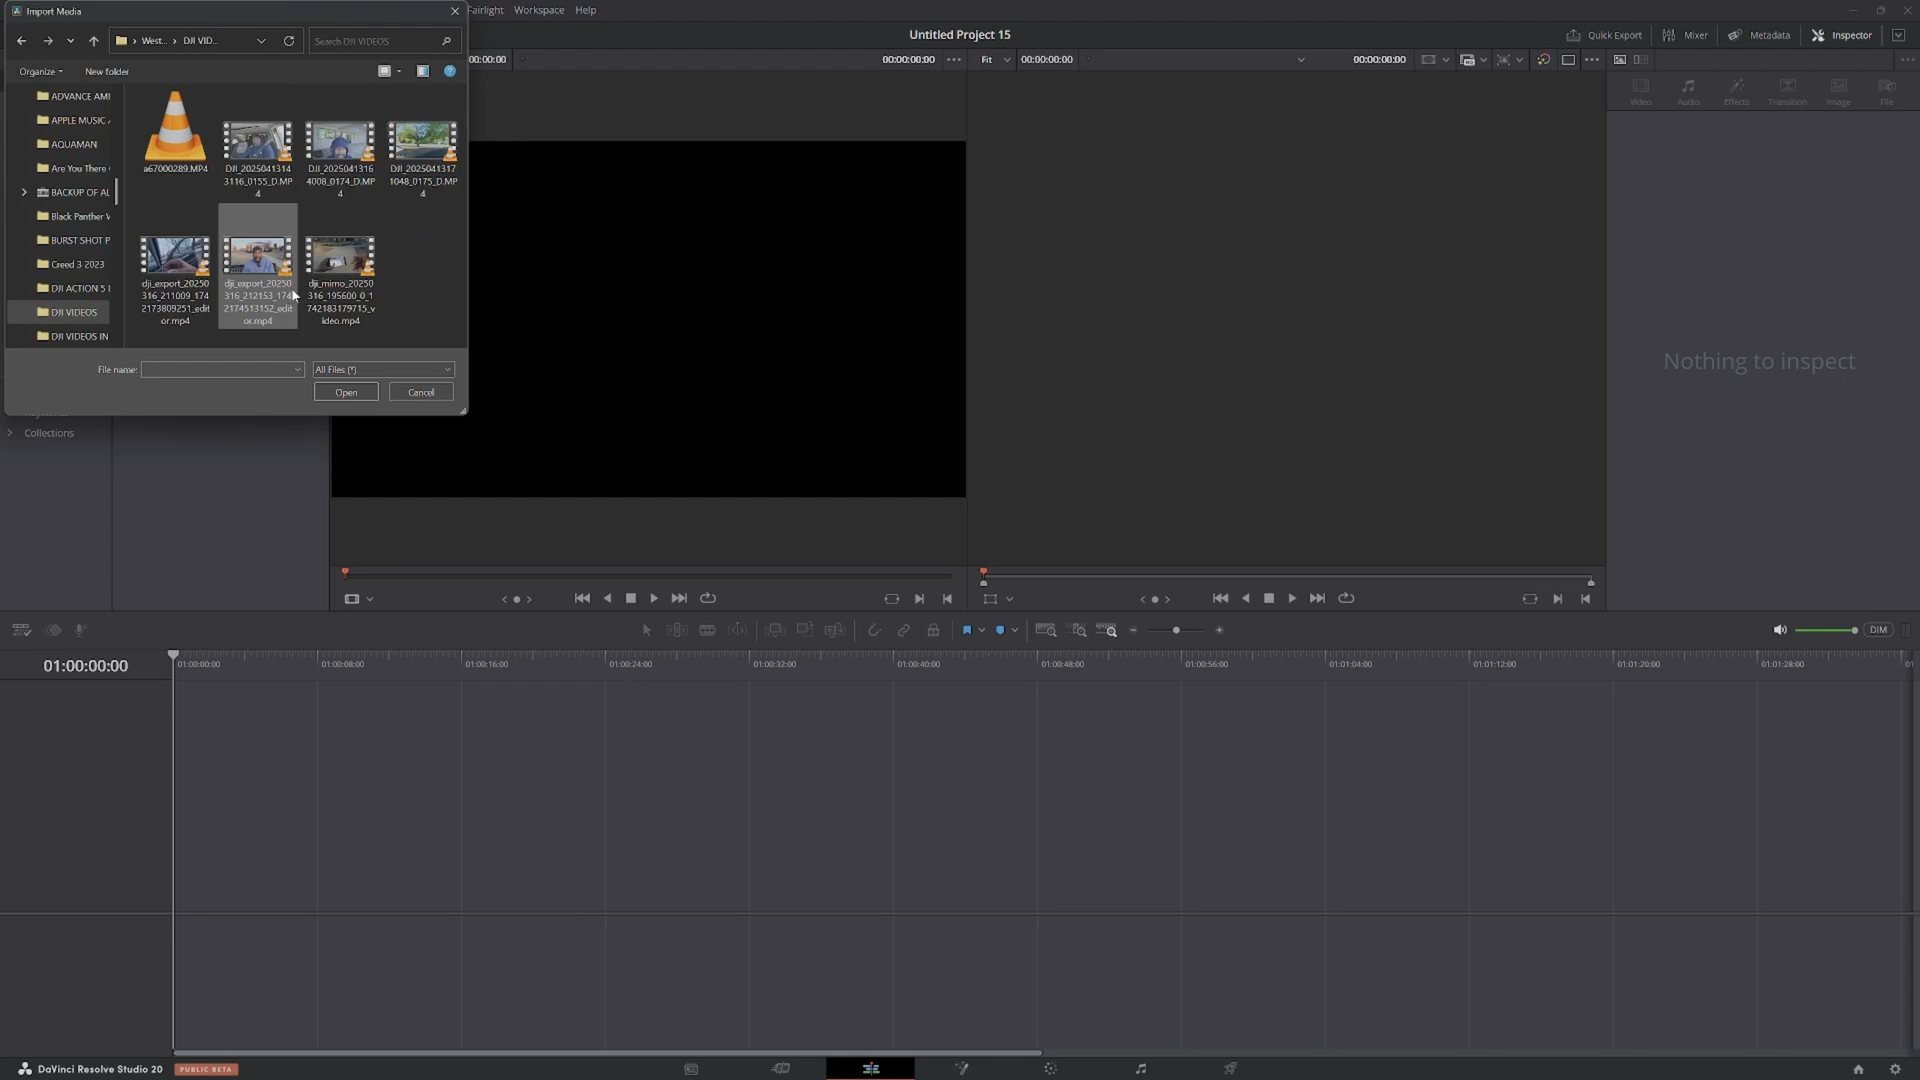 Import Media
Fairlight
Workspace
Help
Untitled Project 15
Quick Export
Mixer
Metadata
Inspector
West...
DJI VID...
Search DJI VIDEOS
00:00:00
00:00:00:00
Fit
00:00:00:00
00:00:00:00
Organize
New folder
Video
Audio
Effects
Transition
Image
File
ADVANCE AMI
APPLE MUSIC
AQUAMAN
Are You There
BACKUP OF AL
Black Panther
BURST SHOT P
Creed 3 2023
DJI ACTION 5
DJI VIDEOS
DJI VIDEOS IN
a67000289.MP4
DJI_2025041314
3116_0155_D.MP
4
DJI_2025041316
4008_0174_D.MP
4
DJI_2025041317
1048_0175_D.MP
4
dji_export_20250
316_211009_174
2173809251_edit
or.mp4
dji_export_20250
316_212153_174
2174513152_edit
or.mp4
dji_mimo_20250
316_195600_0_1
742183179715_v
ideo.mp4
File name:
All Files (*)
Open
Cancel
Nothing to inspect
Collections
DIM
01:00:00:00
01:00:00:00
01:00:08:00
01:00:16:00
01:00:24:00
01:00:32:00
01:00:40:00
01:00:48:00
01:00:56:00
01:01:04:00
01:01:12:00
01:01:20:00
01:01:28:00
DaVinci Resolve Studio 20
PUBLIC BETA